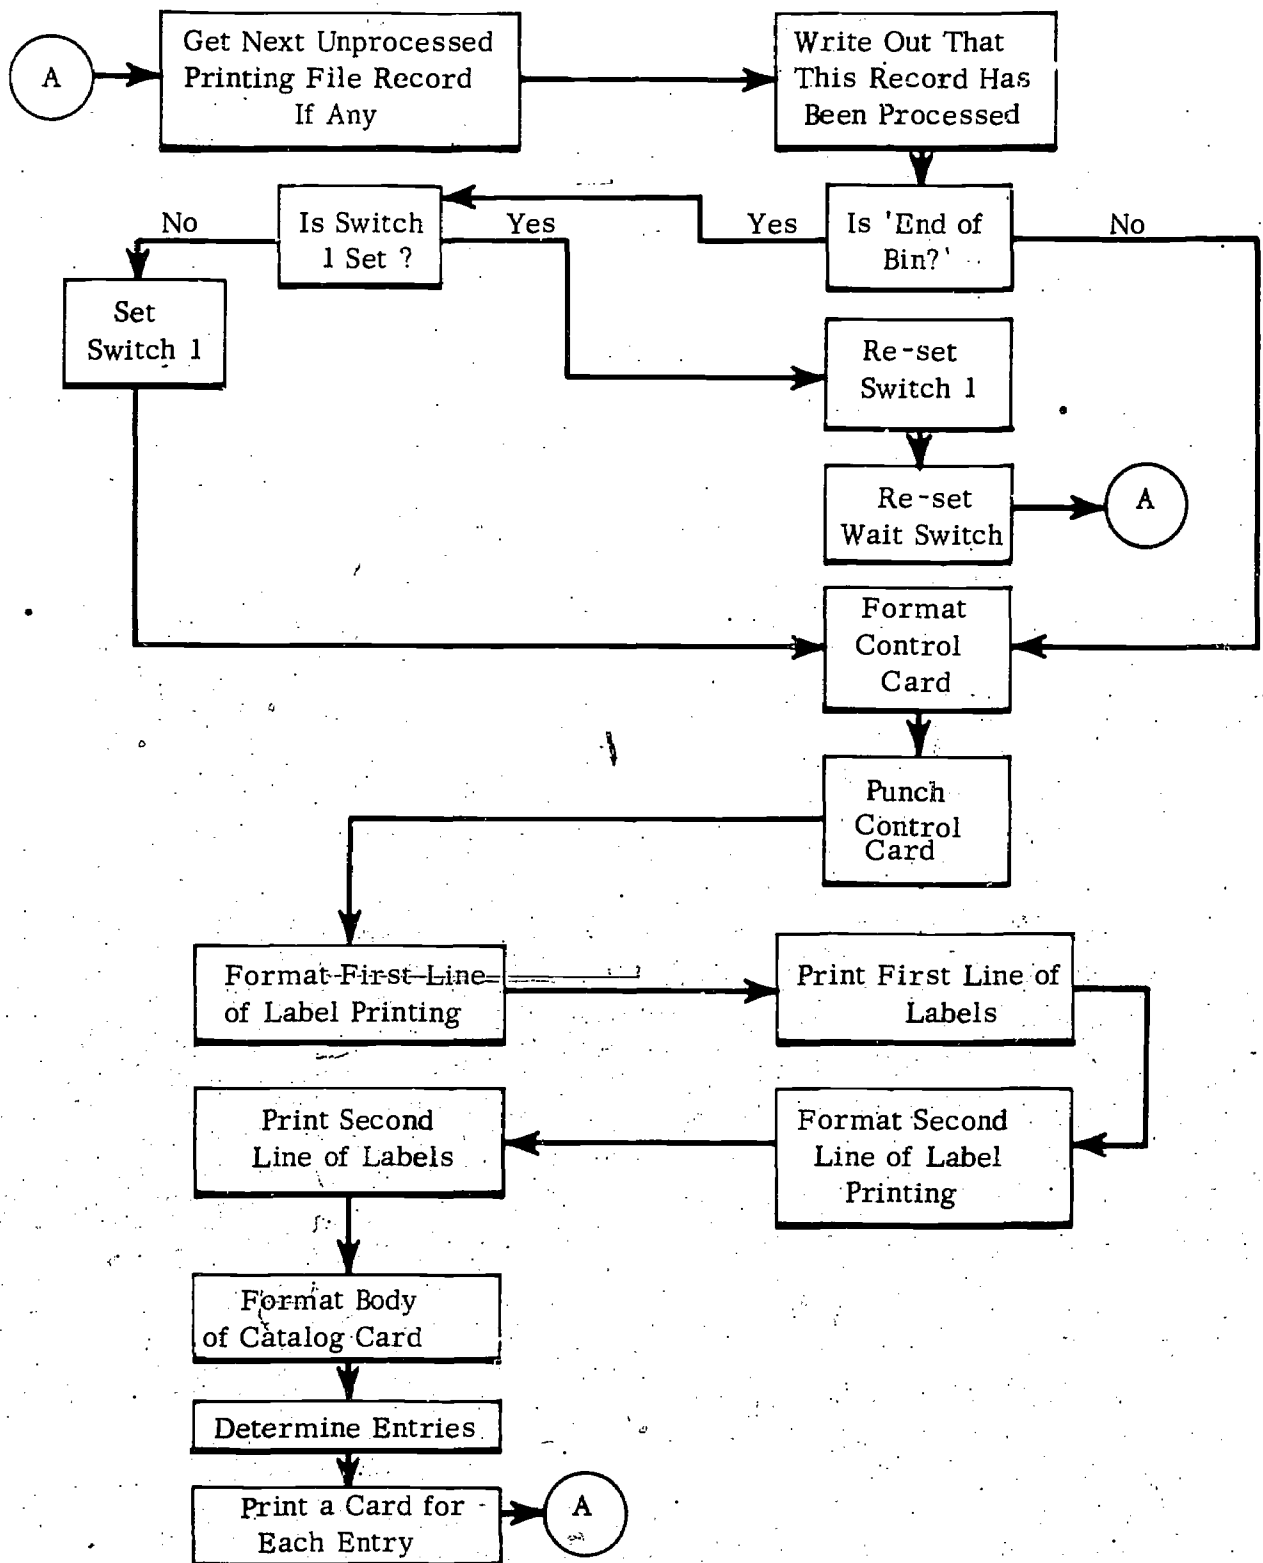 A
Get Next Unprocessed
Printing File Record
If Any
Write Out That
This Record Has
Been Processed
No
Is Switch
1 Set ?
Yes
Yes
Is 'End of
Bin?'
No
Set
Switch 1
Re-set
Switch 1
Re-set
Wait Switch
A
Format
Control
Card
Punch
Control
Card
Format First Line
of Label Printing
Print First Line of
Labels
Print Second
Line of Labels
Format Second
Line of Label
Printing
Format Body
of Catalog Card
Determine Entries
Print a Card for
Each Entry
A